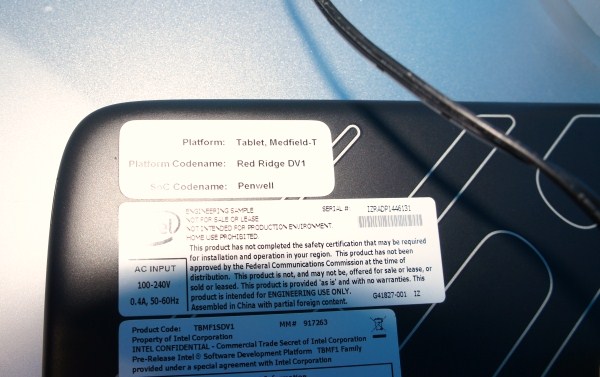 Platform: Tablet, Medfield-T
Platform Codename: Red Ridge DV1
SoC Codename: Penwell
ENGINEERING SAMPLE SERIAL #: IZRADP1446131
NOT FOR SALE OR LEASE
NOT INTENDED FOR PRODUCTION ENVIRONMENT.
HOME USE PROHIBITED
This product has not completed the safety certification that may be required
for installation and operation in your region. This product has not been
approved by the Federal Communications Commission at the time of
distribution. This product is not, and may not be, offered for sale or lease, or
sold or leased. This product is provided 'as is' and with no warranties. This
product is intended for ENGINEERING USE ONLY.
Assembled in China with partial foreign content. G41827-001 IZ
AC INPUT
100-240V
0.4A, 50-60Hz
Product Code: TBMF1SDV1 MM# 917263
Property of Intel Corporation
INTEL CONFIDENTIAL - Commercial Trade Secret of Intel Corporation
Pre-Release Intel® Software Development Platform TBMF1 Family
provided under a special agreement with Intel Corporation.